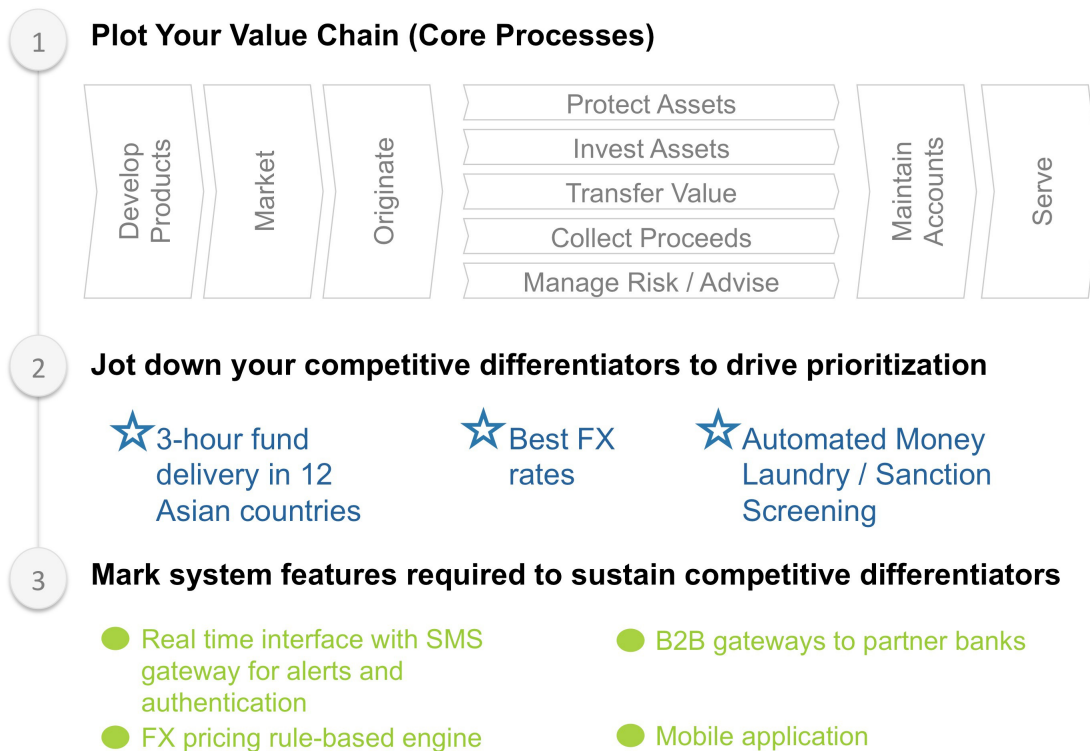 1
Plot Your Value Chain (Core Processes)
Develop
Products
Market
Originate
Protect Assets
Invest Assets
Transfer Value
Collect Proceeds
Manage Risk / Advise
Maintain
Accounts
Serve
2
Jot down your competitive differentiators to drive prioritization
3-hour fund
delivery in 12
Asian countries
Best FX
rates
Automated Money
Laundry / Sanction
Screening
3
Mark system features required to sustain competitive differentiators
Real time interface with SMS
gateway for alerts and
authentication
B2B gateways to partner banks
FX pricing rule-based engine
Mobile application